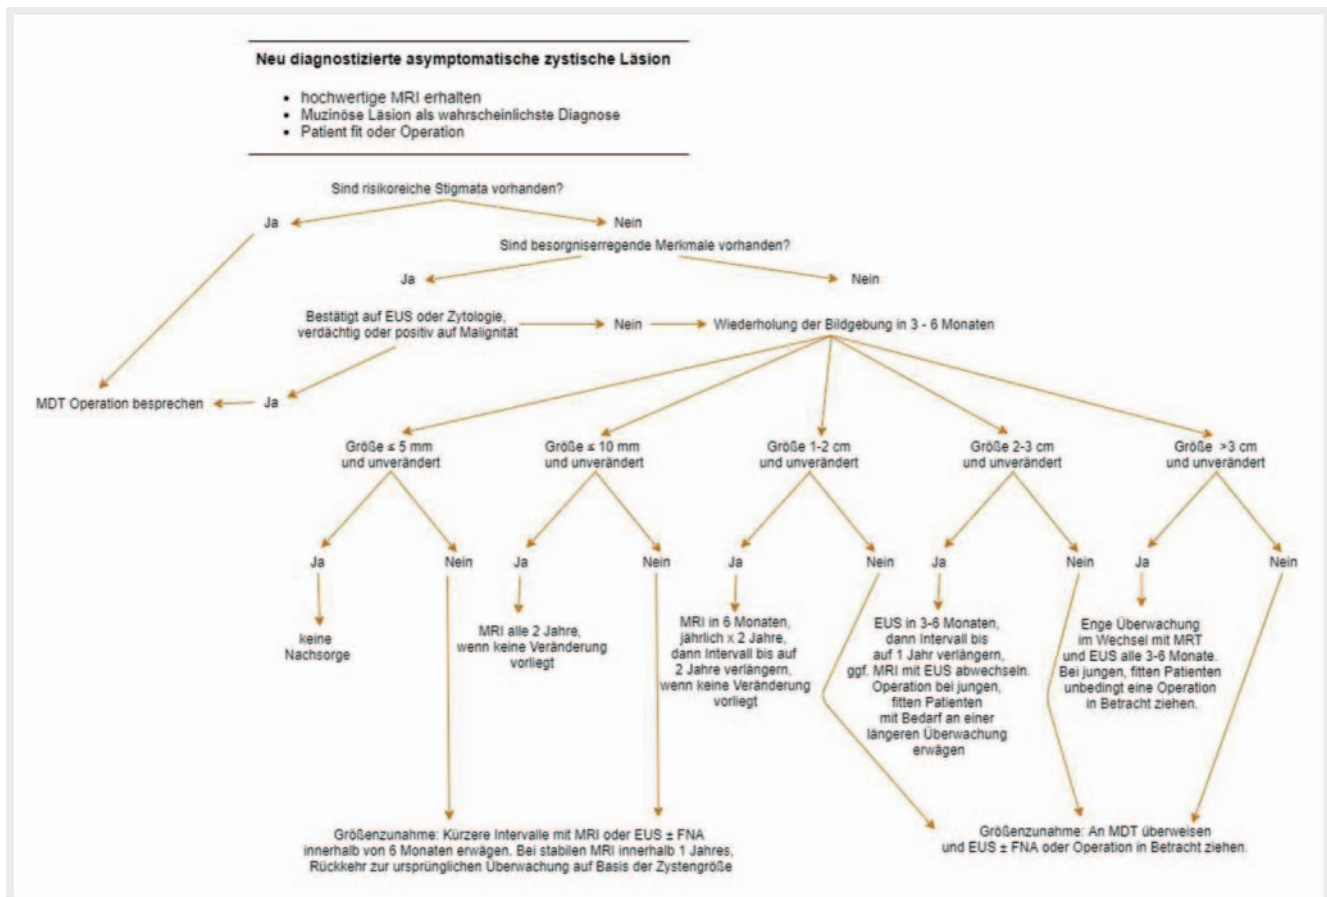 Neu diagnostizierte asymptomatische zystische Läsion
• hochwertige MRI erhalten
• Muzinöse Läsion als wahrscheinlichste Diagnose
• Patient fit oder Operation
Sind risikoreiche Stigmata vorhanden?
Ja
Nein
Sind besorgniserregende Merkmale vorhanden?
Ja
Nein
Bestätigt auf EUS oder Zytologie,
verdächtig oder positiv auf Malignität
Nein
Wiederholung der Bildgebung in 3 - 6 Monaten
MDT Operation besprechen
Ja
Größe ≤ 5 mm
und unverändert
Größe ≤ 10 mm
und unverändert
Größe 1-2 cm
und unverändert
Größe 2-3 cm
und unverändert
Größe >3 cm
und unverändert
Ja
Nein
Ja
Nein
Ja
Nein
Ja
Nein
Ja
Nein
keine
Nachsorge
MRI alle 2 Jahre,
wenn keine Veränderung
vorliegt
MRI in 6 Monaten,
jährlich x 2 Jahre,
dann Intervall bis auf
2 Jahre verlängern,
wenn keine Veränderung
vorliegt
EUS in 3-6 Monaten,
dann Intervall bis
auf 1 Jahr verlängern,
ggf. MRI mit EUS abwechseln.
Operation bei jungen,
fitten Patienten
mit Bedarf an einer
längeren Überwachung
erwägen
Enge Überwachung
im Wechsel mit MRT
und EUS alle 3-6 Monate.
Bei jungen, fitten Patienten
unbedingt eine Operation
in Betracht ziehen.
Größenzunahme: Kürzere Intervalle mit MRI oder EUS ± FNA
innerhalb von 6 Monaten erwägen. Bei stabilen MRI innerhalb 1 Jahres,
Rückkehr zur ursprünglichen Überwachung auf Basis der Zystengröße
Größenzunahme: An MDT überweisen
und EUS ± FNA oder Operation in Betracht ziehen.